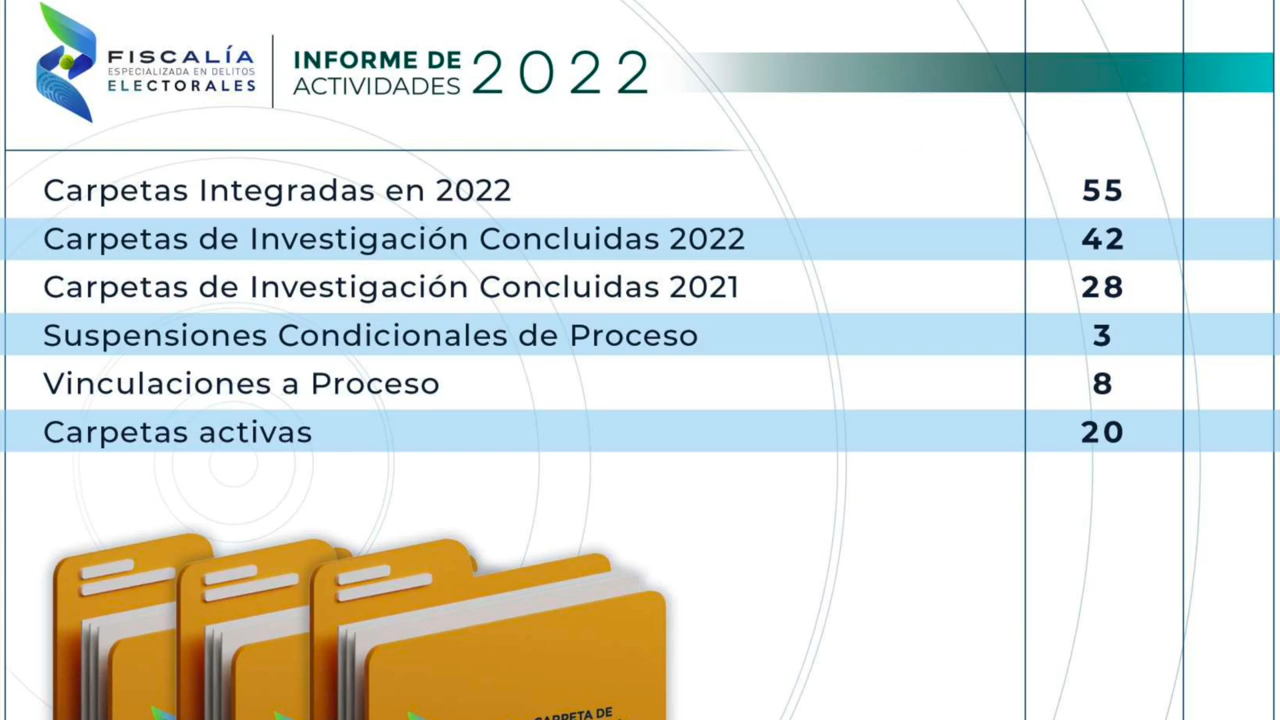 FISCALÍA
ESPECIALIZADA EN DELITOS
ELECTORALES
INFORME DE
ACTIVIDADES
2022
Carpetas Integradas en 2022 55
Carpetas de Investigación Concluidas 2022 42
Carpetas de Investigación Concluidas 2021 28
Suspensiones Condicionales de Proceso 3
Vinculaciones a Proceso 8
Carpetas activas 20
CARPETA DE